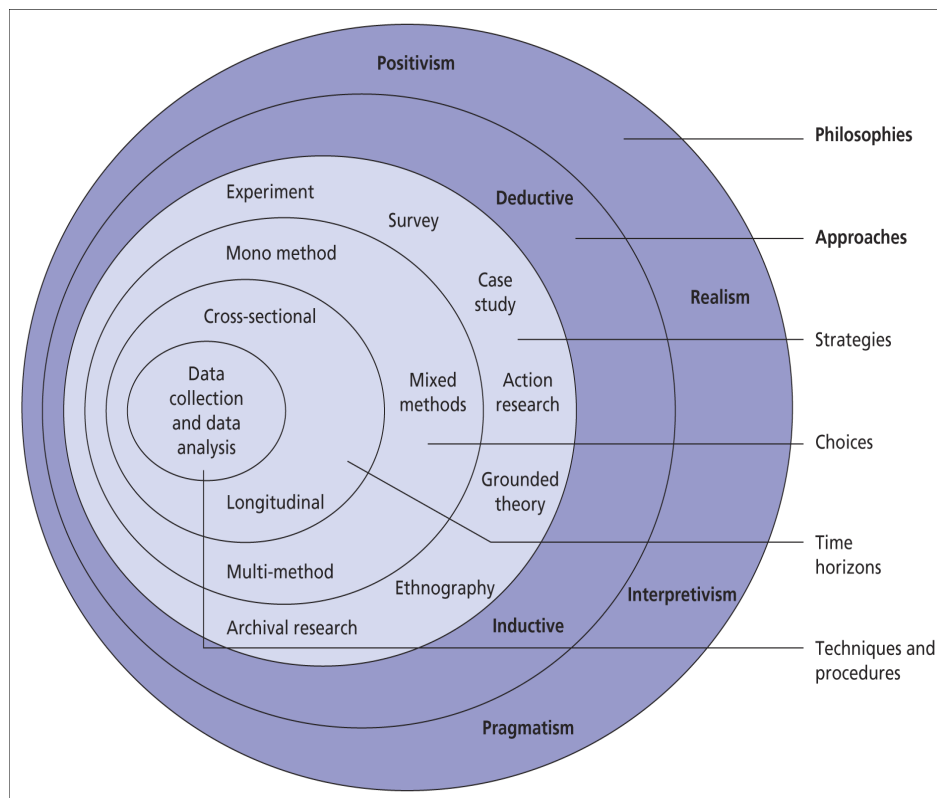 Positivism
Philosophies
Experiment
Deductive
Survey
Approaches
Mono method
Case
study
Realism
Cross-sectional
Strategies
Data
collection
and data
analysis
Mixed
methods
Action
research
Choices
Grounded
theory
Longitudinal
Time
horizons
Multi-method
Ethnography
Interpretivism
Archival research
Inductive
Techniques and
procedures
Pragmatism